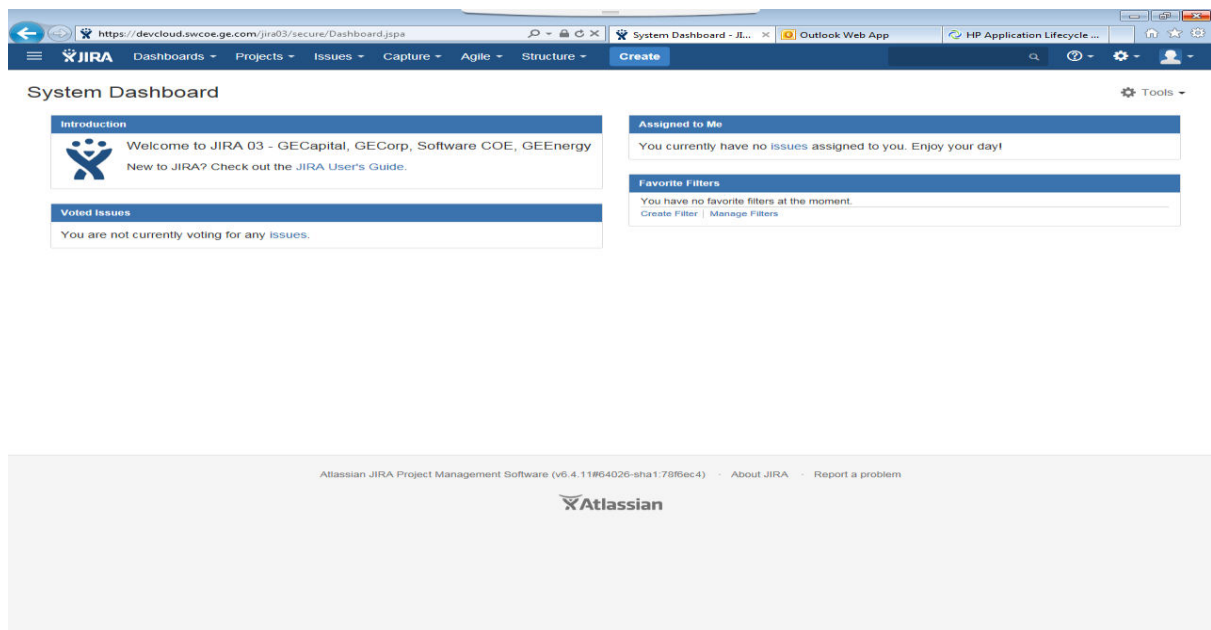 https://devcloud.swcoe.ge.com/jira03/secure/Dashboard.jspa
System Dashboard - JI...
Outlook Web App
HP Application Lifecycle ...
JIRA Dashboards Projects Issues Capture Agile Structure Create
System Dashboard
Tools
Introduction
Welcome to JIRA 03 - GECapital, GECorp, Software COE, GEEnergy
New to JIRA? Check out the JIRA User's Guide.
Voted Issues
You are not currently voting for any issues.
Assigned to Me
You currently have no issues assigned to you. Enjoy your day!
Favorite Filters
You have no favorite filters at the moment.
Create Filter | Manage Filters
Atlassian JIRA Project Management Software (v6.4.11#64026-sha1:78f6ec4) · About JIRA · Report a problem
Atlassian